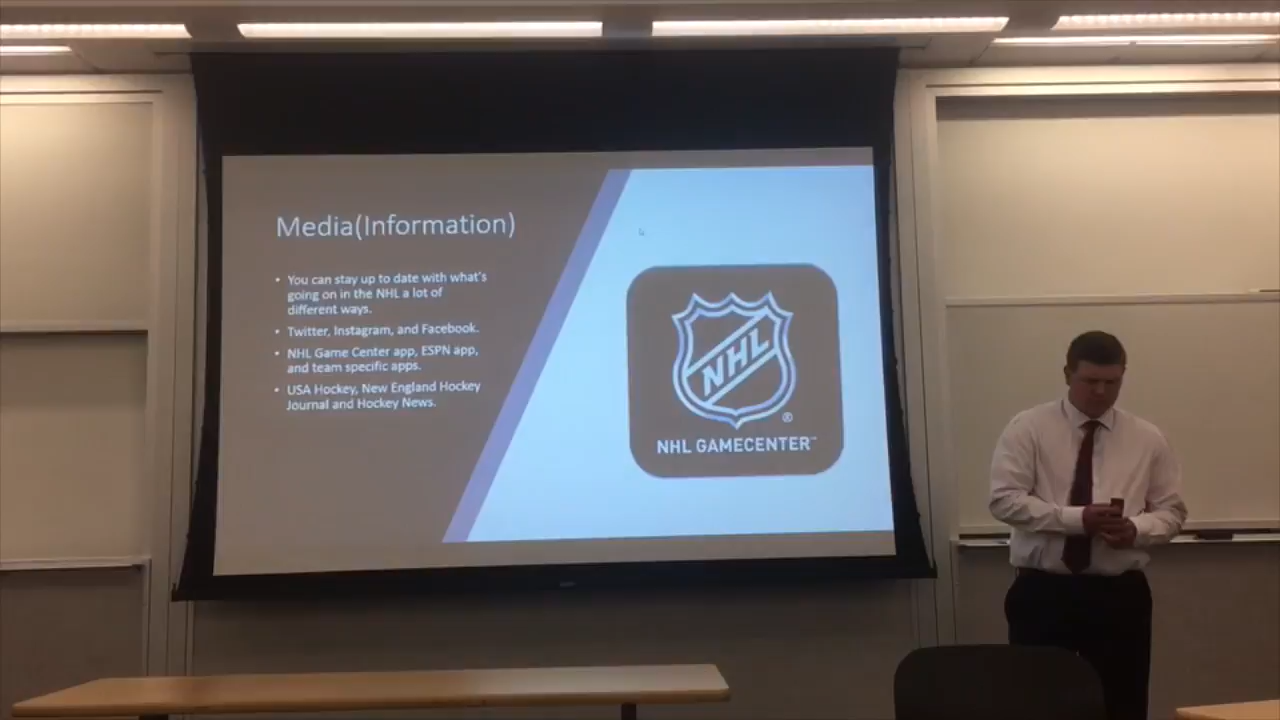 Media(Information)
• You can stay up to date with what's
going on in the NHL a lot of
different ways.
• Twitter, Instagram, and Facebook.
• NHL Game Center app, ESPN app,
and team specific apps.
• USA Hockey, New England Hockey
Journal and Hockey News.
NHL
®
NHL GAMECENTER™